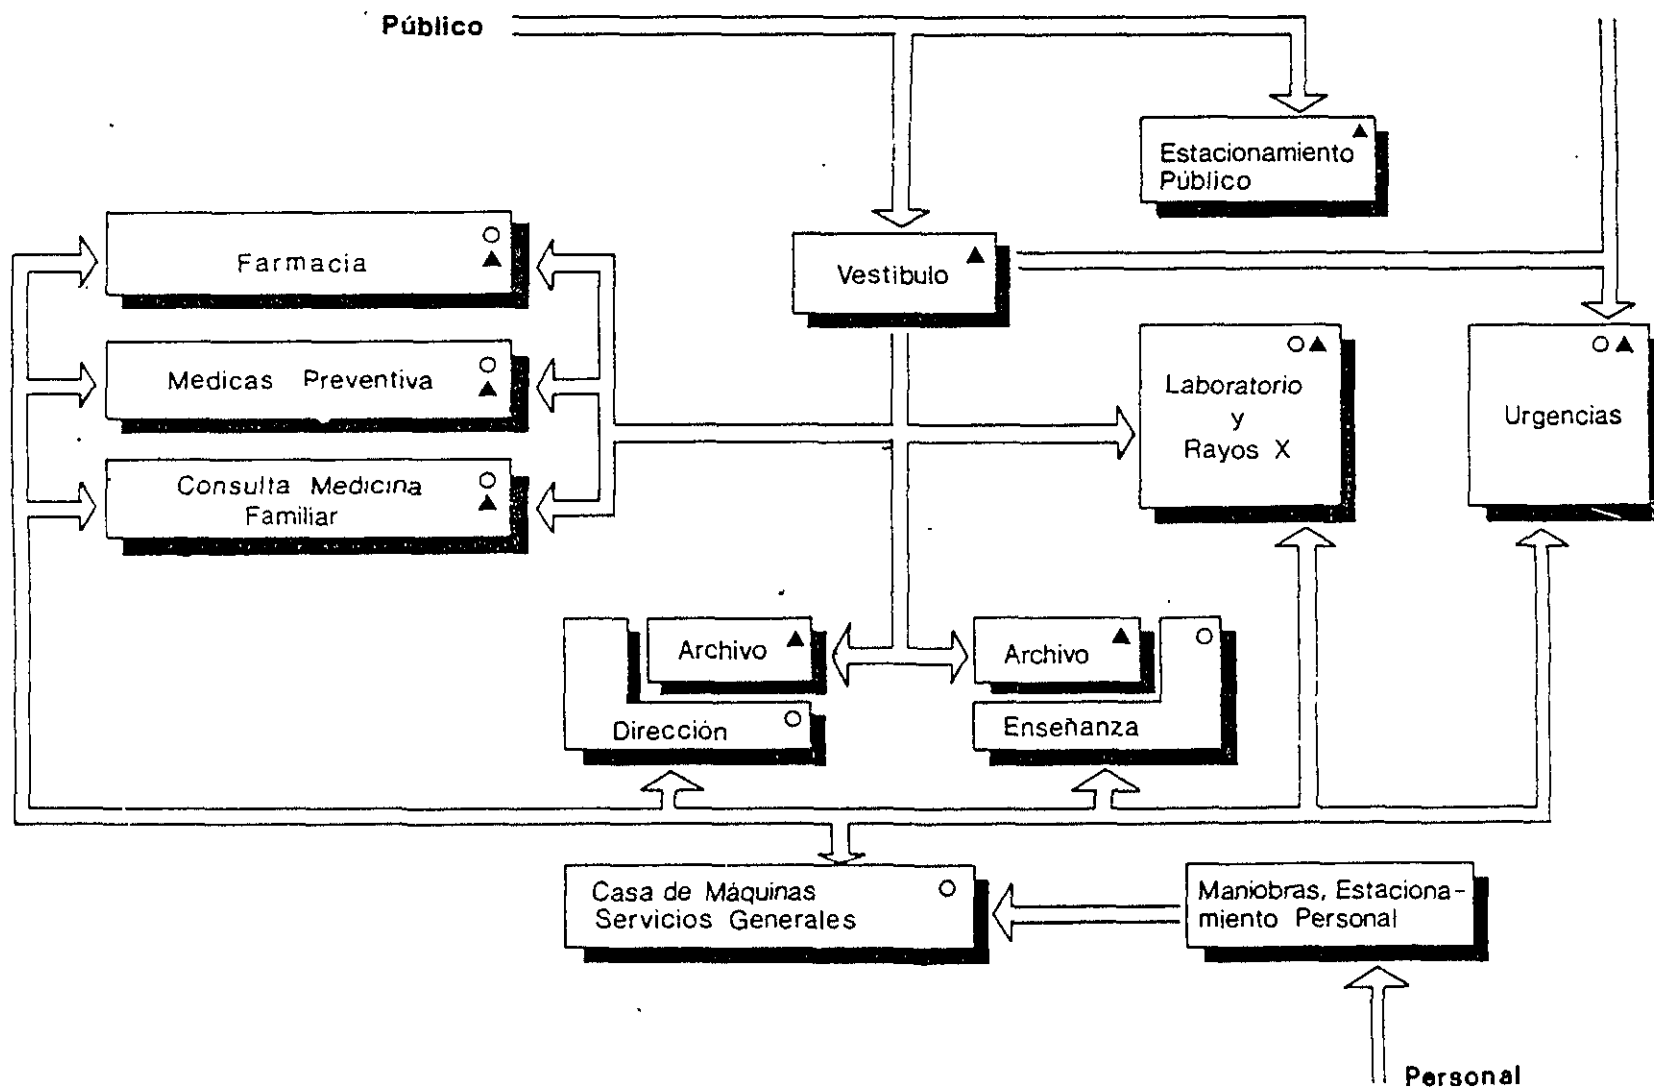 Público
Estacionamiento
Público
Farmacia
Vestibulo
Medicas Preventiva
Laboratorio
y
Rayos X
Urgencias
Consulta Medicina
Familiar
Archivo
Archivo
Dirección
Enseñanza
Casa de Máquinas
Servicios Generales
Maniobras, Estaciona-
miento Personal
Personal